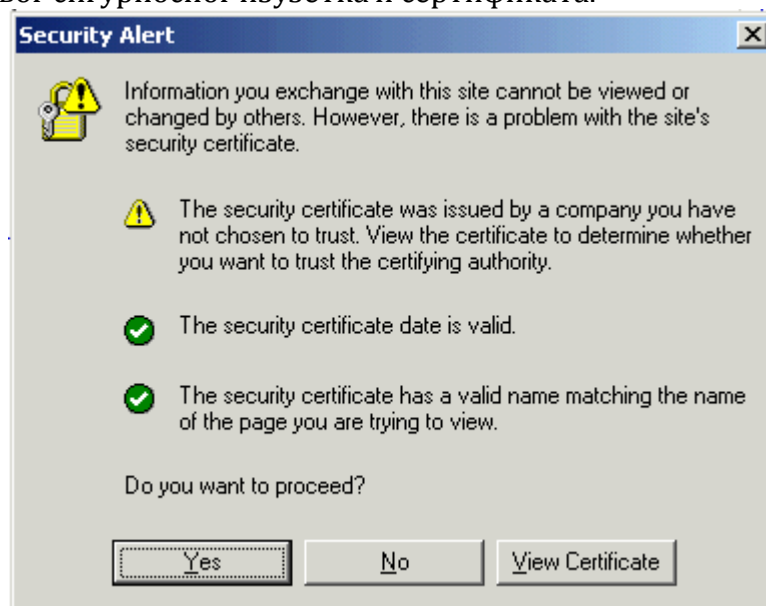 сигурносног изузетка и сертификата.
Security Alert
Information you exchange with this site cannot be viewed or
changed by others. However, there is a problem with the site's
security certificate.
The security certificate was issued by a company you have
not chosen to trust. View the certificate to determine whether
you want to trust the certifying authority.
The security certificate date is valid.
The security certificate has a valid name matching the name
of the page you are trying to view.
Do you want to proceed?
Yes
No
View Certificate